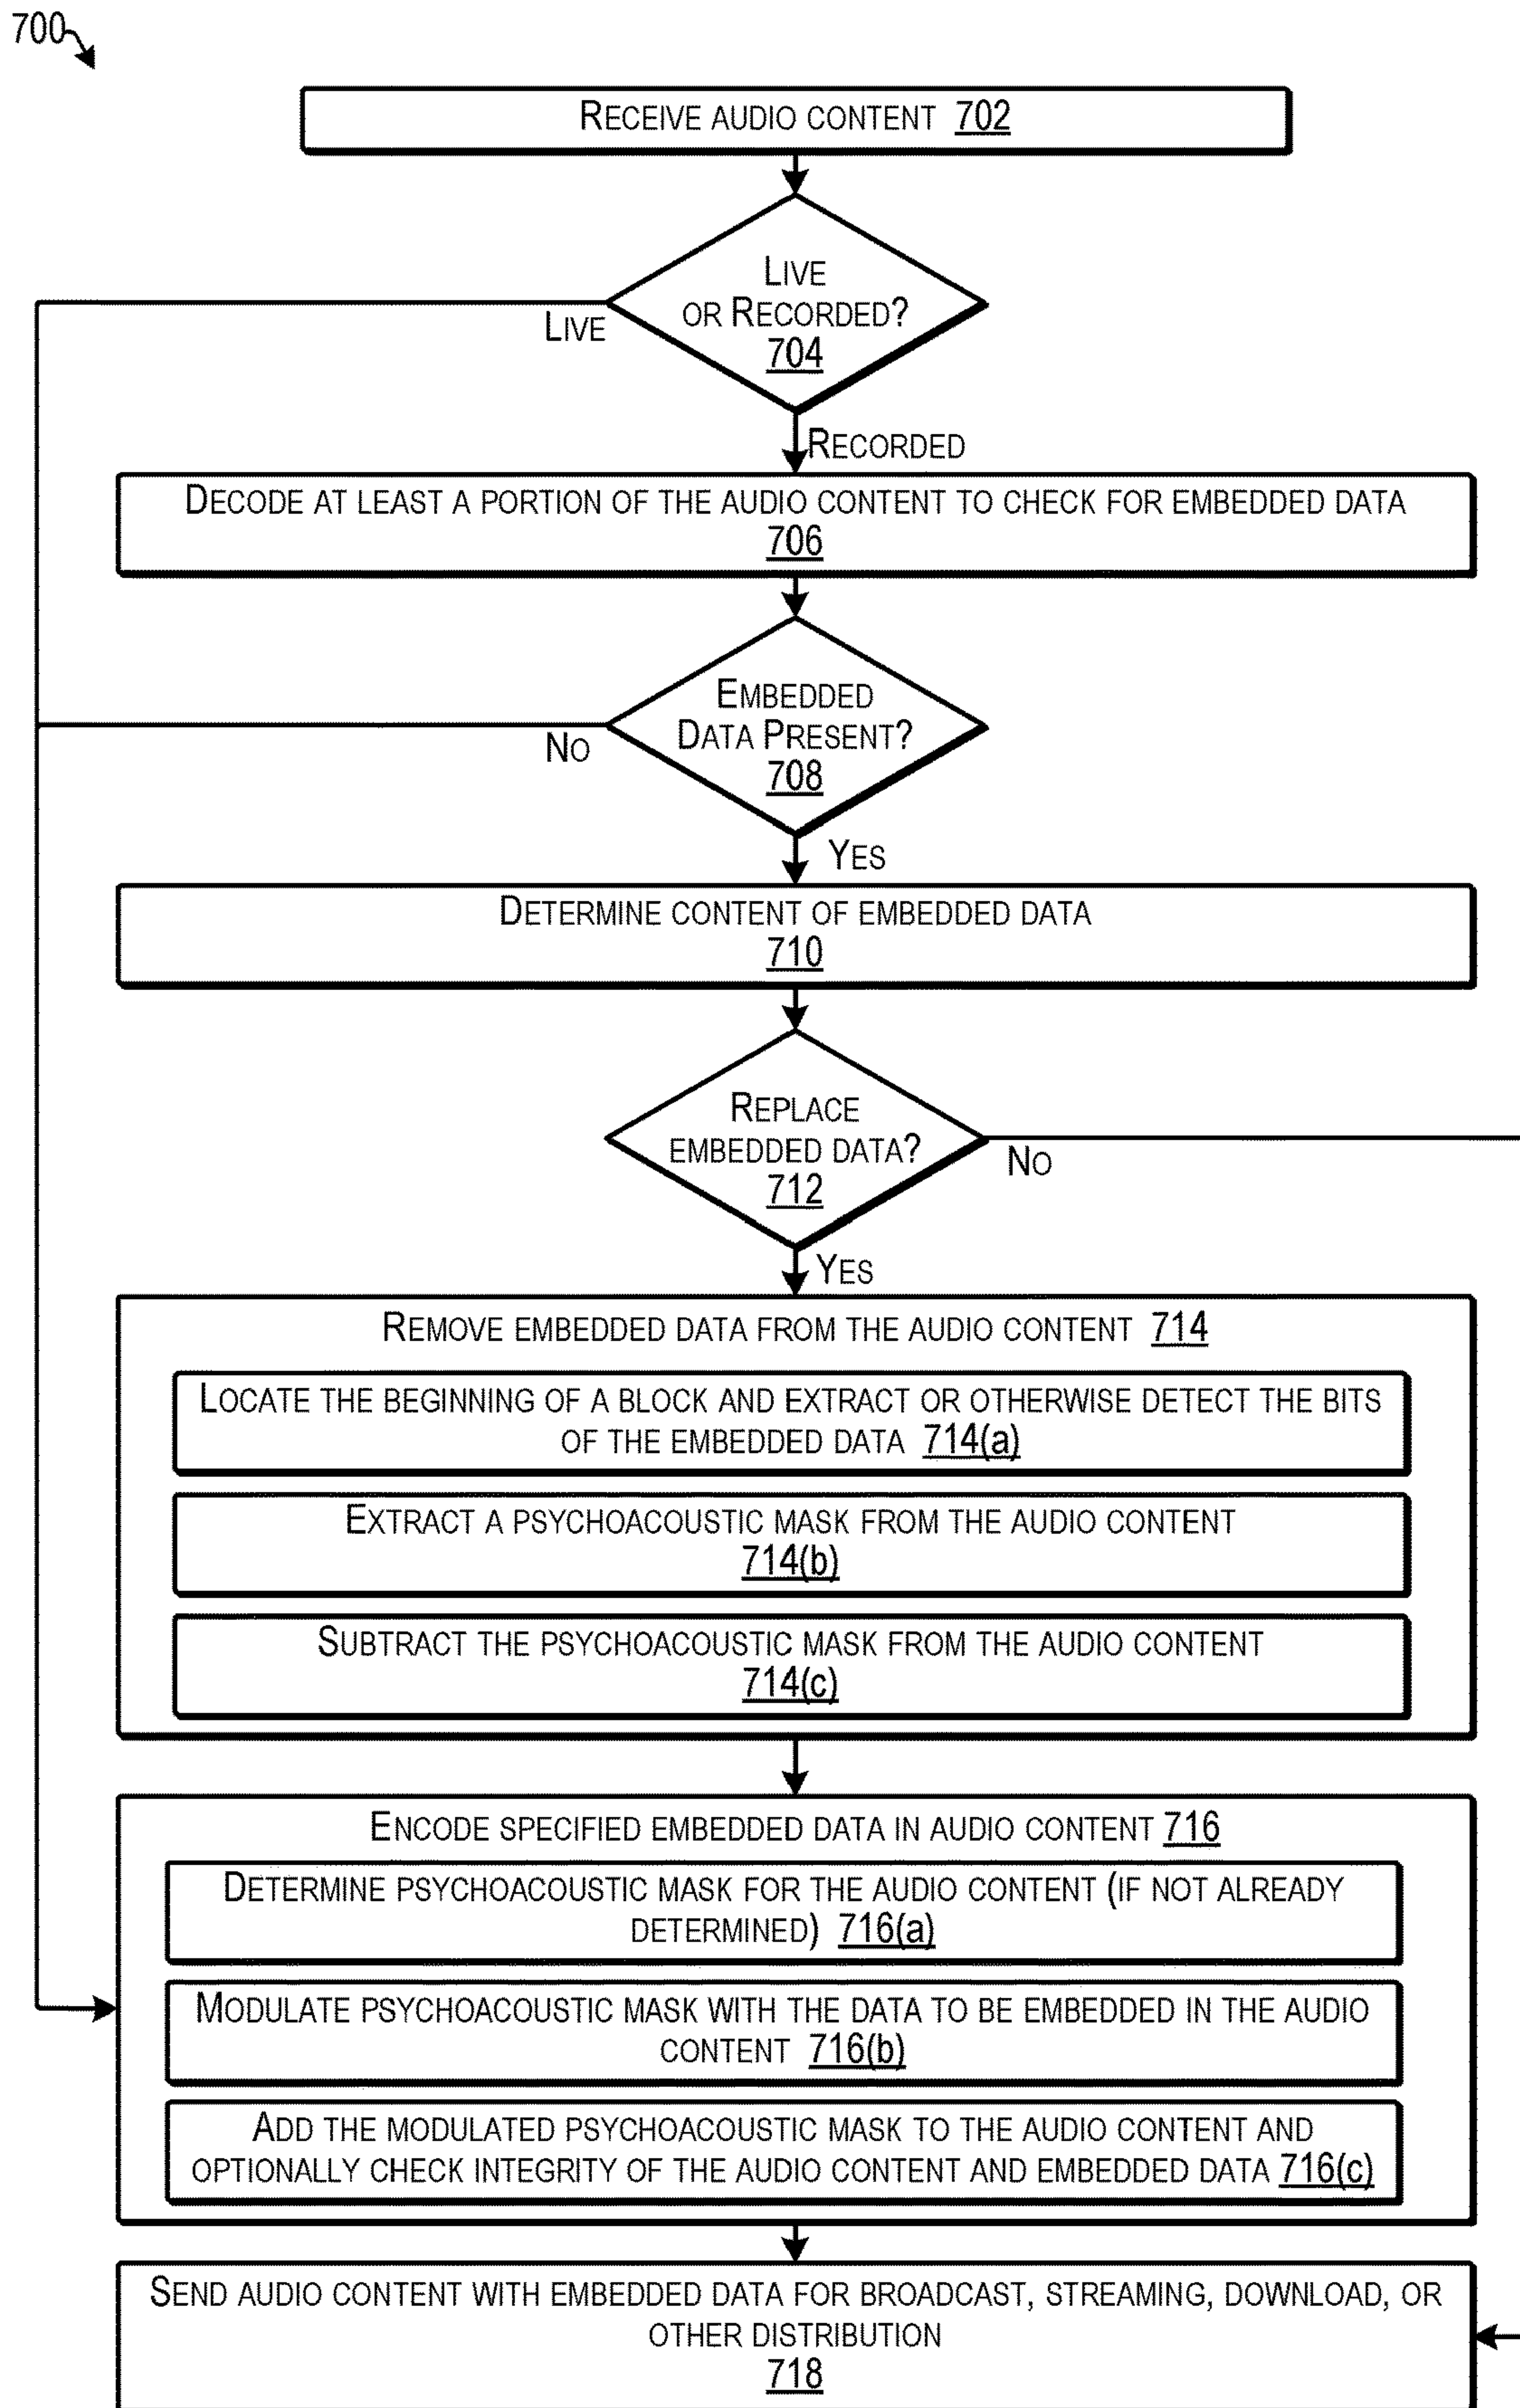 700
RECEIVE AUDIO CONTENT 702
LIVE
OR RECORDED?
704
LIVE
RECORDED
DECODE AT LEAST A PORTION OF THE AUDIO CONTENT TO CHECK FOR EMBEDDED DATA
706
EMBEDDED
DATA PRESENT?
708
NO
YES
DETERMINE CONTENT OF EMBEDDED DATA
710
REPLACE
EMBEDDED DATA?
712
NO
YES
REMOVE EMBEDDED DATA FROM THE AUDIO CONTENT 714
LOCATE THE BEGINNING OF A BLOCK AND EXTRACT OR OTHERWISE DETECT THE BITS
OF THE EMBEDDED DATA 714(a)
EXTRACT A PSYCHOACOUSTIC MASK FROM THE AUDIO CONTENT
714(b)
SUBTRACT THE PSYCHOACOUSTIC MASK FROM THE AUDIO CONTENT
714(c)
ENCODE SPECIFIED EMBEDDED DATA IN AUDIO CONTENT 716
DETERMINE PSYCHOACOUSTIC MASK FOR THE AUDIO CONTENT (IF NOT ALREADY
DETERMINED) 716(a)
MODULATE PSYCHOACOUSTIC MASK WITH THE DATA TO BE EMBEDDED IN THE AUDIO
CONTENT 716(b)
ADD THE MODULATED PSYCHOACOUSTIC MASK TO THE AUDIO CONTENT AND
OPTIONALLY CHECK INTEGRITY OF THE AUDIO CONTENT AND EMBEDDED DATA 716(c)
SEND AUDIO CONTENT WITH EMBEDDED DATA FOR BROADCAST, STREAMING, DOWNLOAD, OR
OTHER DISTRIBUTION
718